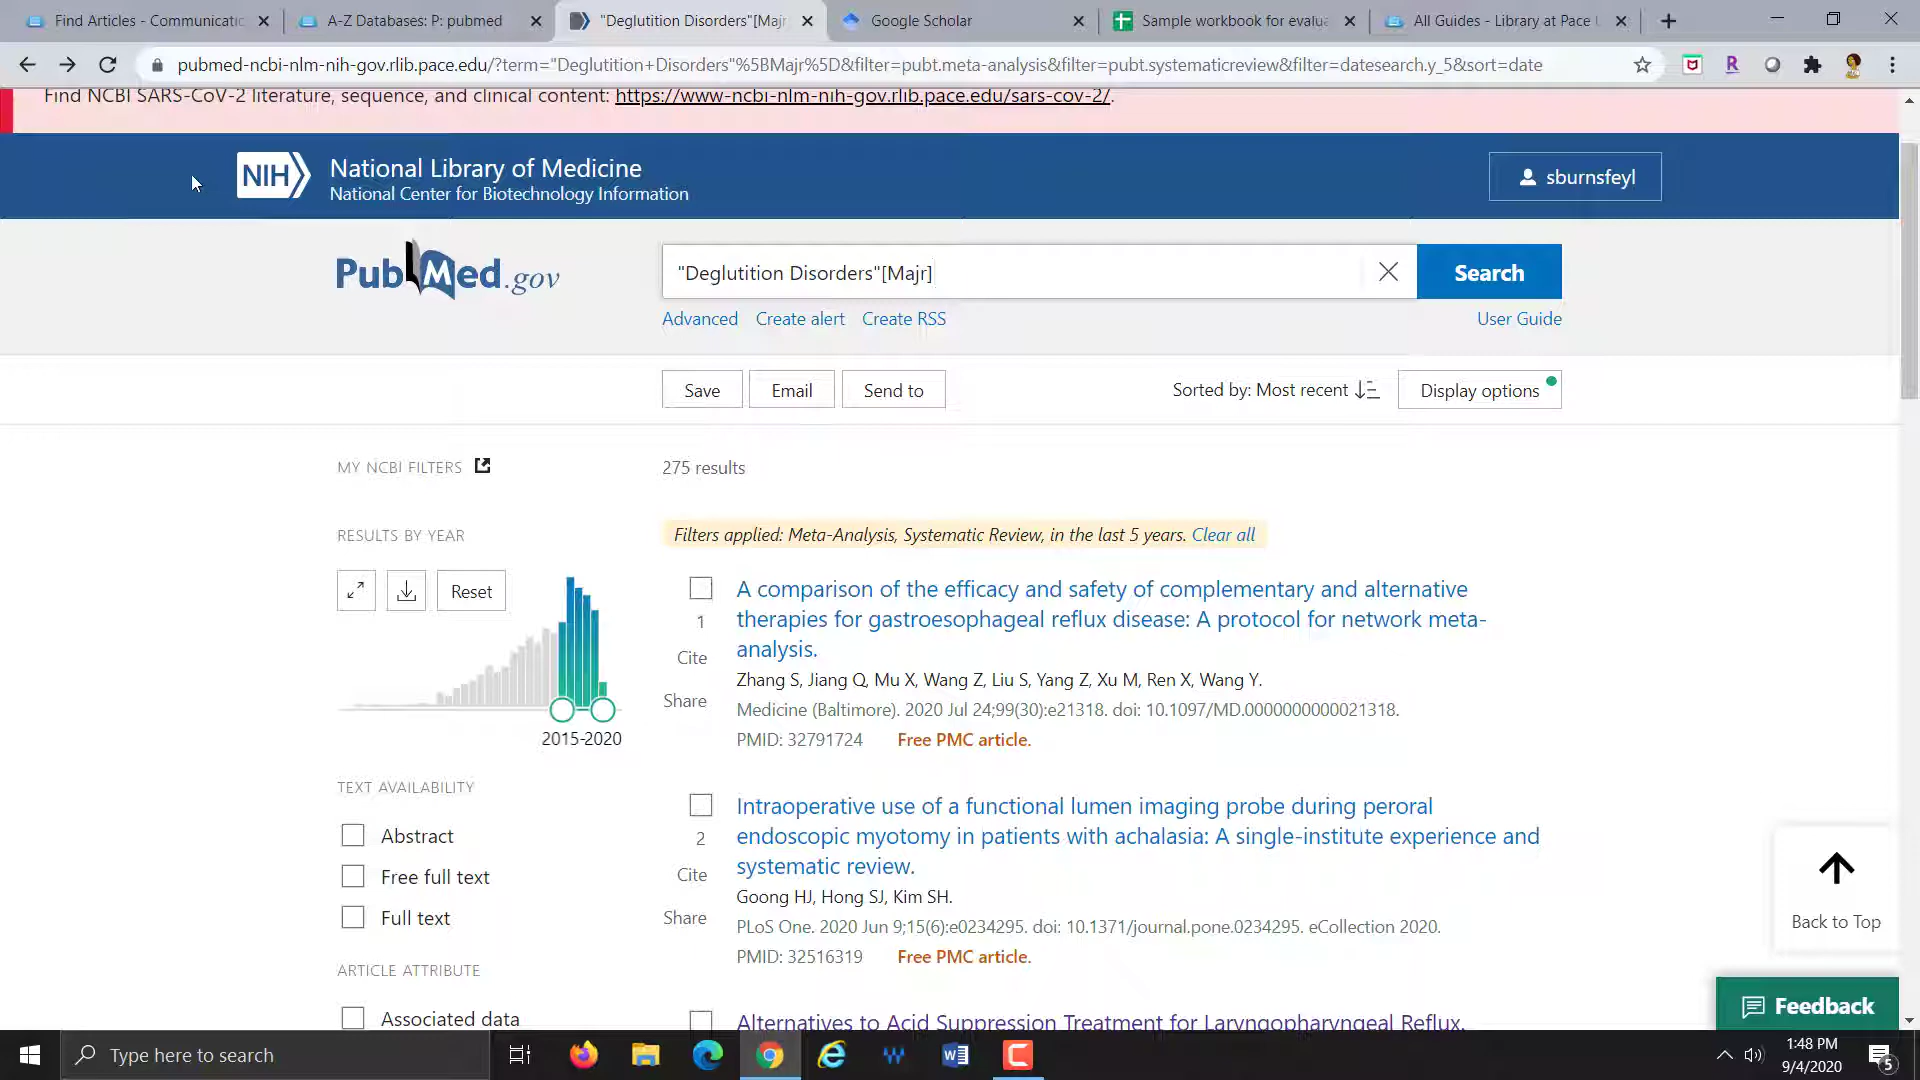 Find Articles - Communicatic
A-Z Databases: P: pubmed
"Deglutition Disorders"[Majr
Google Scholar
Sample workbook for evalua
All Guides - Library at Pace
pubmed-ncbi-nlm-nih-gov.rlib.pace.edu/?term="Deglutition+Disorders"%5BMajr%5D&filter=pubt.meta-analysis&filter=pubt.systematicreview&filter=datesearch.y_5&sort=date
Find NCBI SARS-CoV-2 literature, sequence, and clinical content: https://www-ncbi-nlm-nih-gov.rlib.pace.edu/sars-cov-2/.
NIH
National Library of Medicine
National Center for Biotechnology Information
sburnsfeyl
PubMed.gov
"Deglutition Disorders"[Majr]
Search
Advanced Create alert Create RSS
User Guide
Save Email Send to
Sorted by: Most recent
Display options
MY NCBI FILTERS
275 results
RESULTS BY YEAR
Filters applied: Meta-Analysis, Systematic Review, in the last 5 years. Clear all
Reset
2015-2020
A comparison of the efficacy and safety of complementary and alternative
1
therapies for gastroesophageal reflux disease: A protocol for network meta-
analysis.
Cite
Zhang S, Jiang Q, Mu X, Wang Z, Liu S, Yang Z, Xu M, Ren X, Wang Y.
Share
Medicine (Baltimore). 2020 Jul 24;99(30):e21318. doi: 10.1097/MD.0000000000021318.
PMID: 32791724 Free PMC article.
TEXT AVAILABILITY
Abstract
Free full text
Full text
ARTICLE ATTRIBUTE
Associated data
Intraoperative use of a functional lumen imaging probe during peroral
2
endoscopic myotomy in patients with achalasia: A single-institute experience and
systematic review.
Cite
Goong HJ, Hong SJ, Kim SH.
Share
PLoS One. 2020 Jun 9;15(6):e0234295. doi: 10.1371/journal.pone.0234295. eCollection 2020.
PMID: 32516319 Free PMC article.
Alternatives to Acid Suppression Treatment for Laryngopharyngeal Reflux.
Back to Top
Feedback
Type here to search
1:48 PM
9/4/2020
5